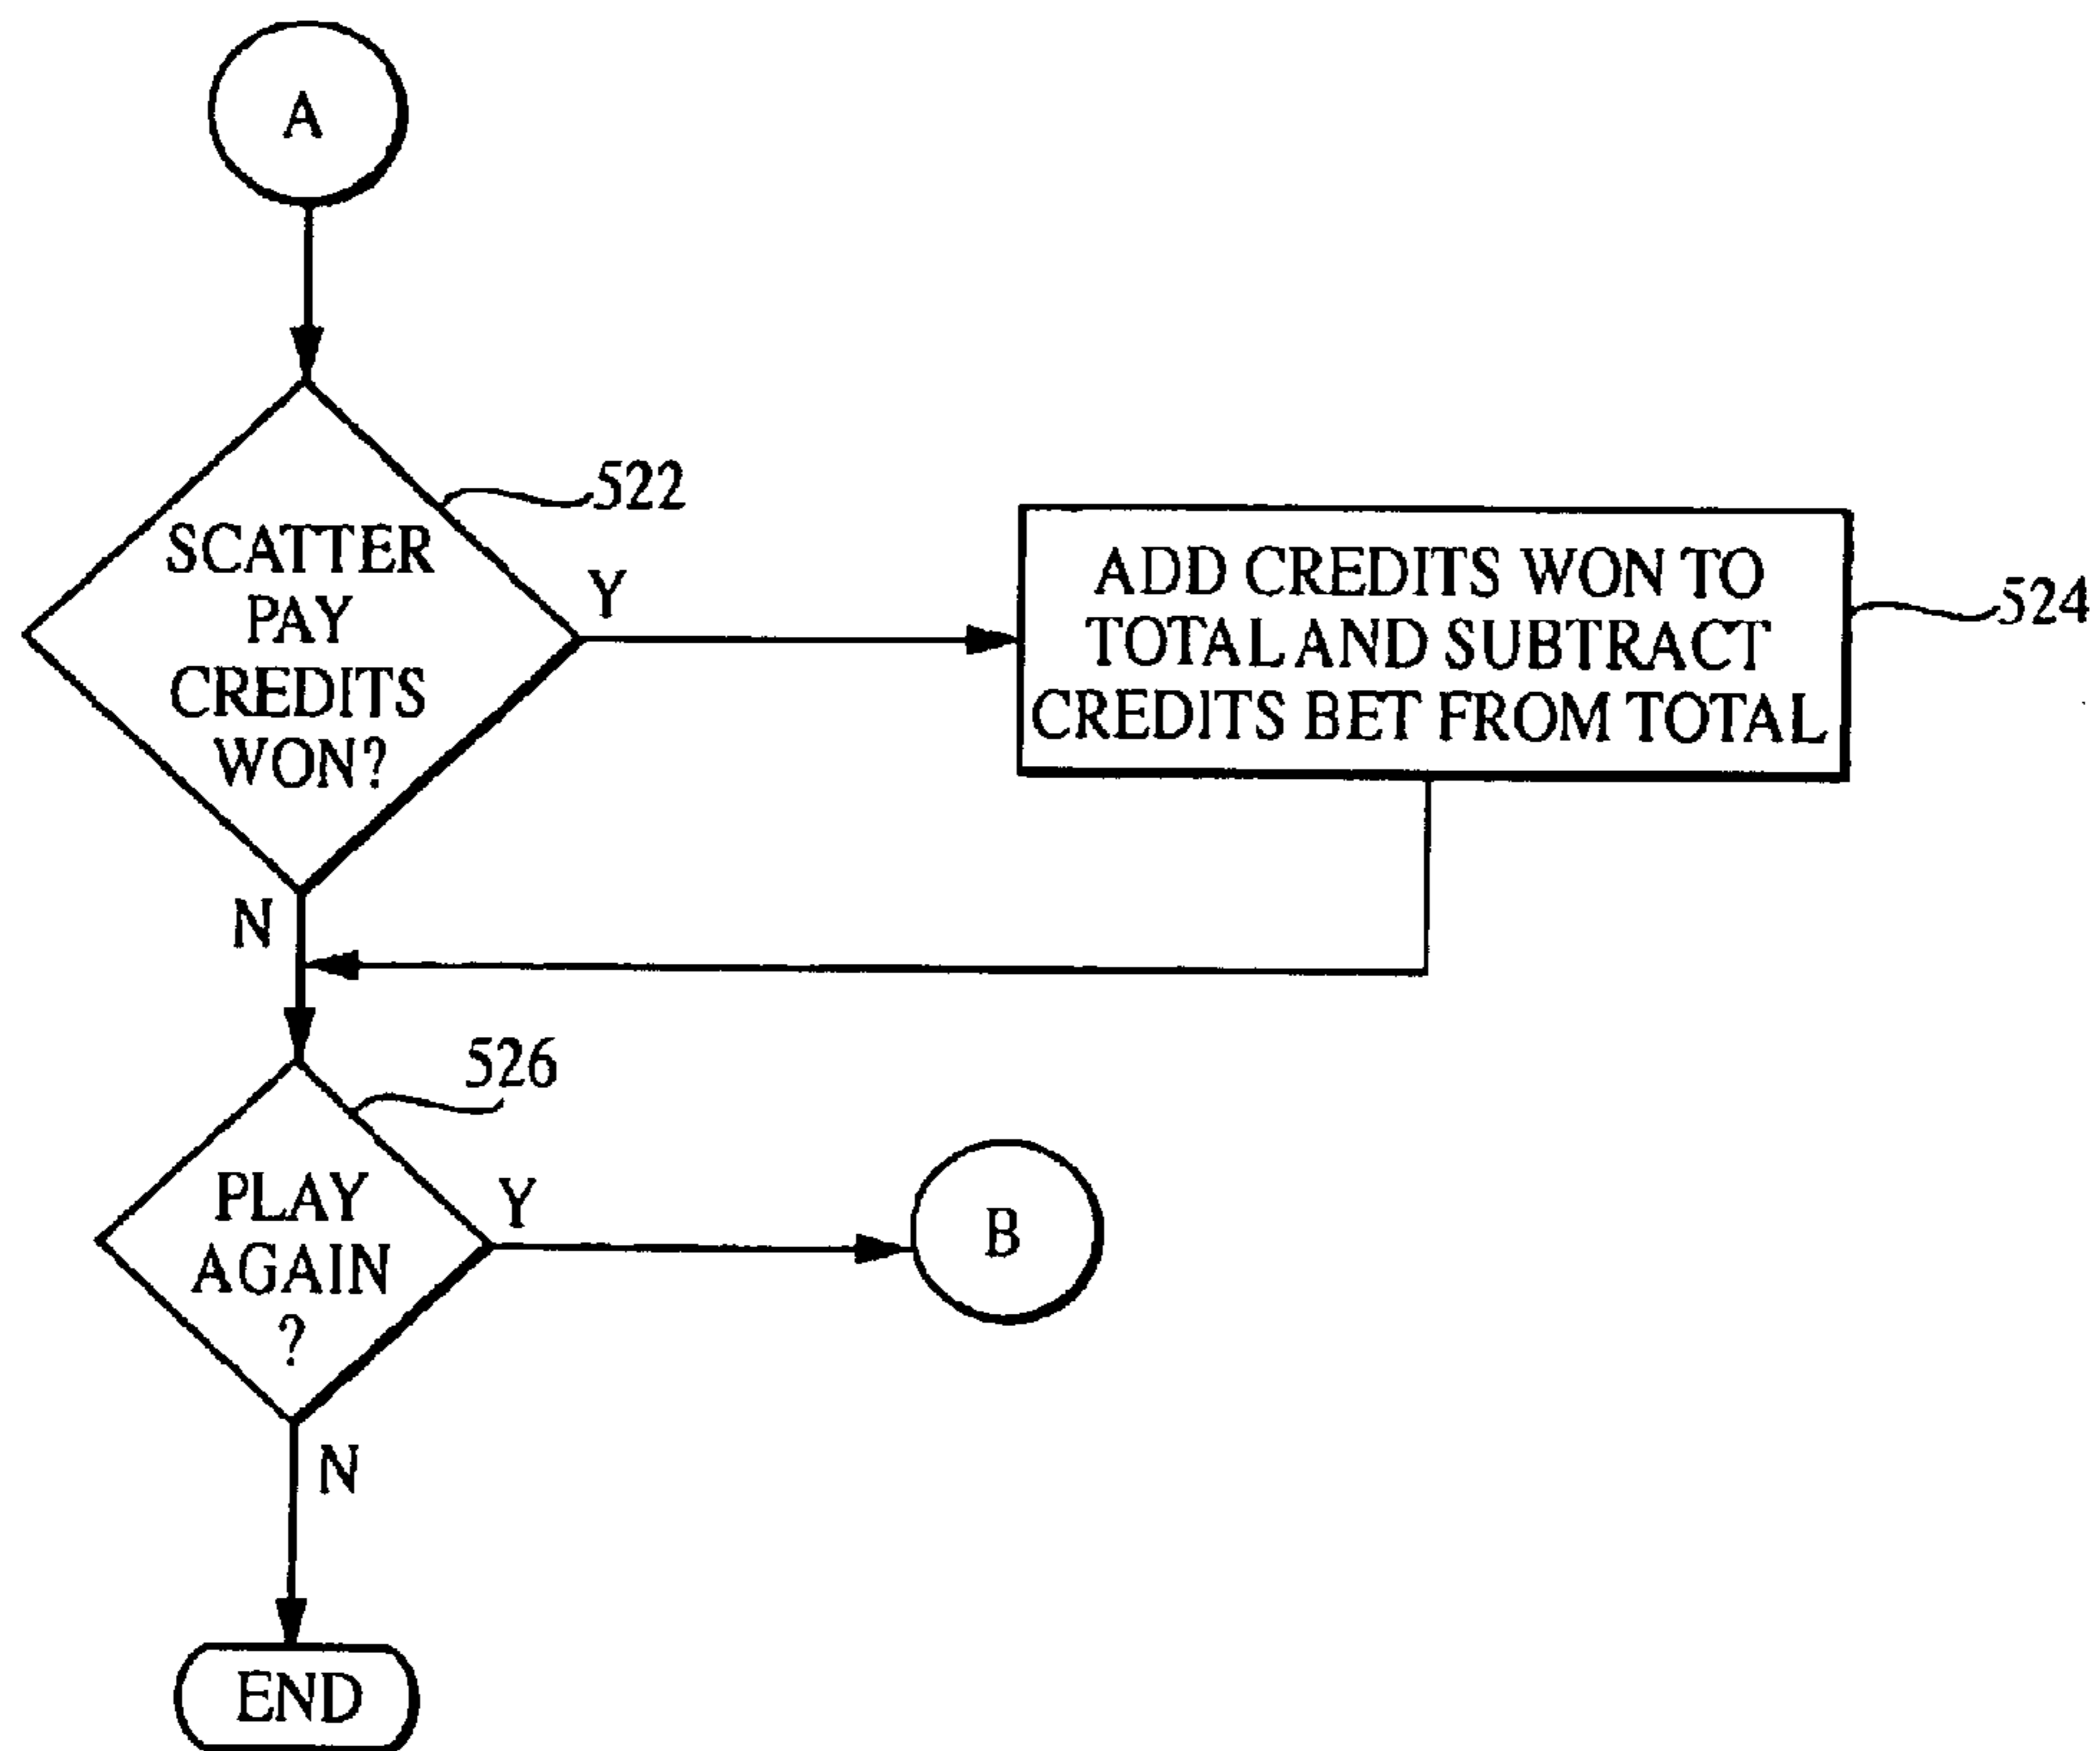 A
522
SCATTER
PAY
CREDITS
WON?
Y
ADD CREDITS WON TO
TOTAL AND SUBTRACT
CREDITS BET FROM TOTAL
524
N
526
PLAY
AGAIN
?
Y
B
N
END